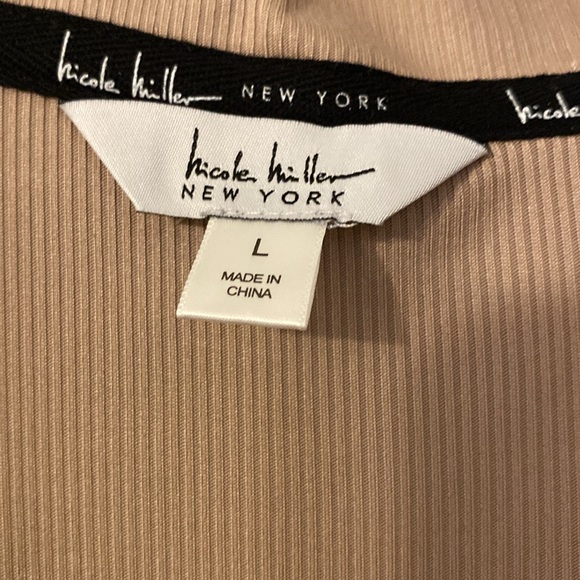 Nicole Miller NEW YORK
Nicole
Nicole Miller
NEW YORK
L
MADE IN
CHINA